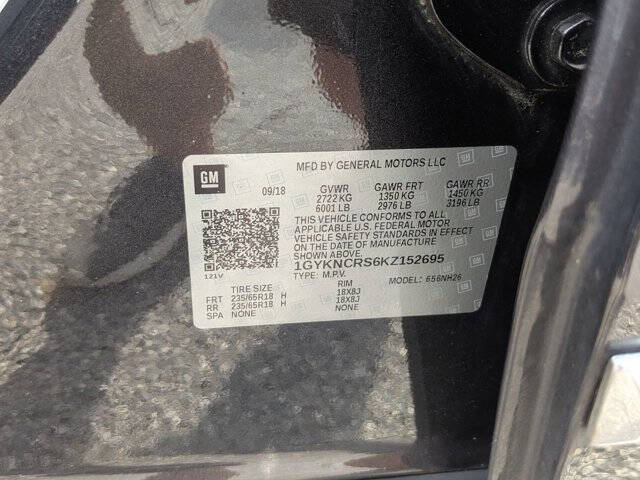 GM
MFD BY GENERAL MOTORS LLC
09/18 GVWR GAWR FRT GAWR RR
2722 KG 1350 KG 1450 KG
6001 LB 2976 LB 3196 LB
THIS VEHICLE CONFORMS TO ALL
APPLICABLE U.S. FEDERAL MOTOR
VEHICLE SAFETY STANDARDS IN EFFECT
ON THE DATE OF MANUFACTURE
SHOWN ABOVE.
1GYKNCRS6KZ152695
TYPE: M.P.V. MODEL: 656NH26
121V
TIRE SIZE RIM
FRT 235/65R18 H 18X8J
RR 235/65R18 H 18X8J
SPA NONE NONE